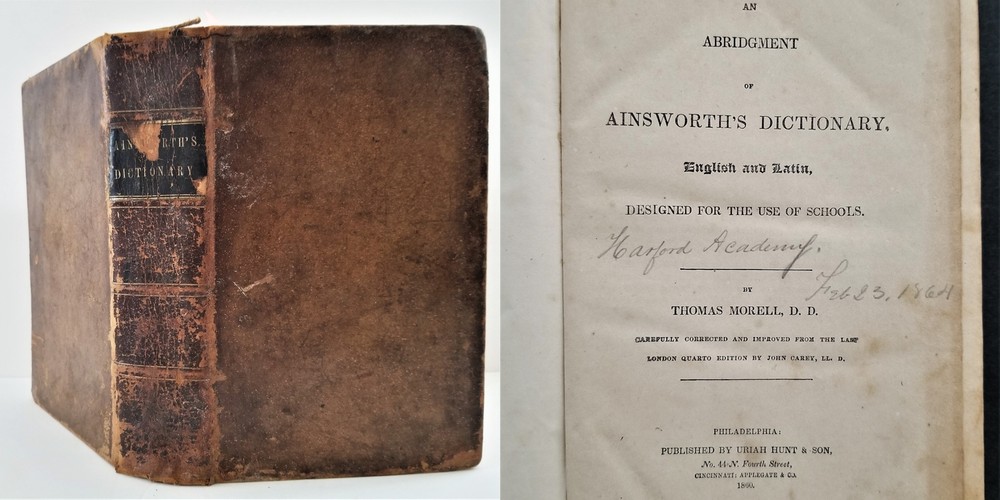 AINSWORTH'S
DICTIONARY
AN
ABRIDGMENT
OF
AINSWORTH'S DICTIONARY,
English and Latin,
DESIGNED FOR THE USE OF SCHOOLS.
Harford Academy.
Feb 23, 1864
BY
THOMAS MORELL, D. D.
CAREFULLY CORRECTED AND IMPROVED FROM THE LAST
LONDON QUARTO EDITION BY JOHN CAREY, LL. D.
PHILADELPHIA:
PUBLISHED BY URIAH HUNT & SON,
No. 44 N. Fourth Street,
CINCINNATI: APPLEGATE & CO.
1860.